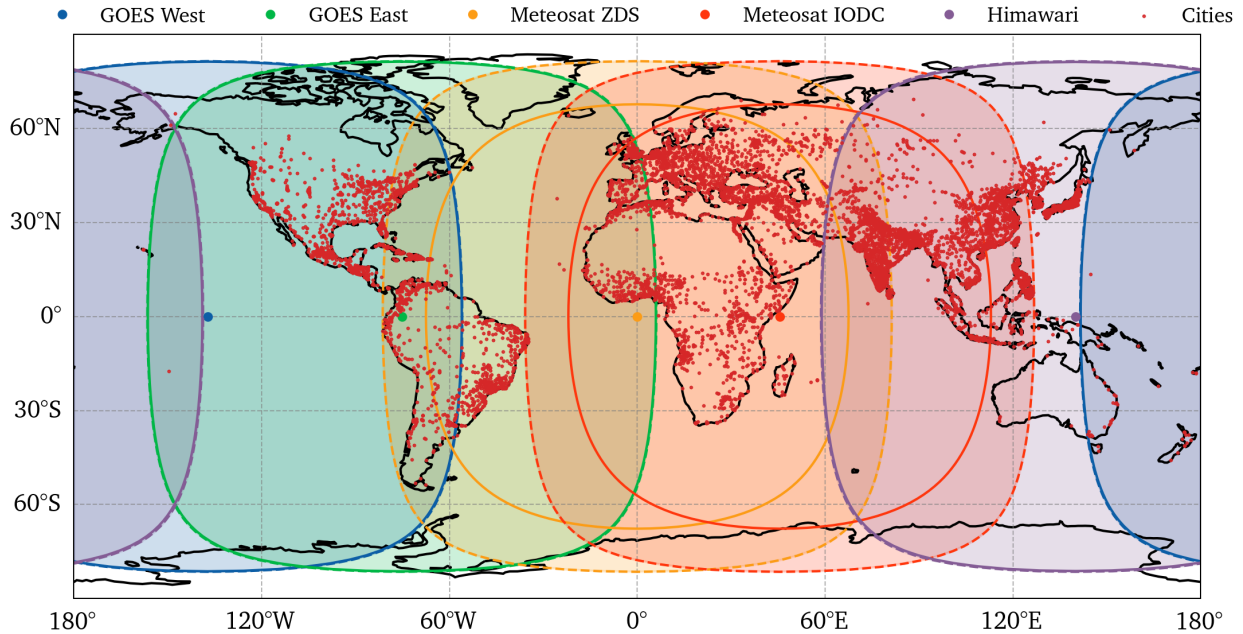 GOES West GOES East Meteosat ZDS Meteosat IODC Himawari Cities
60°N
30°N
0°
30°S
60°S
180° 120°W 60°W 0° 60°E 120°E 180°